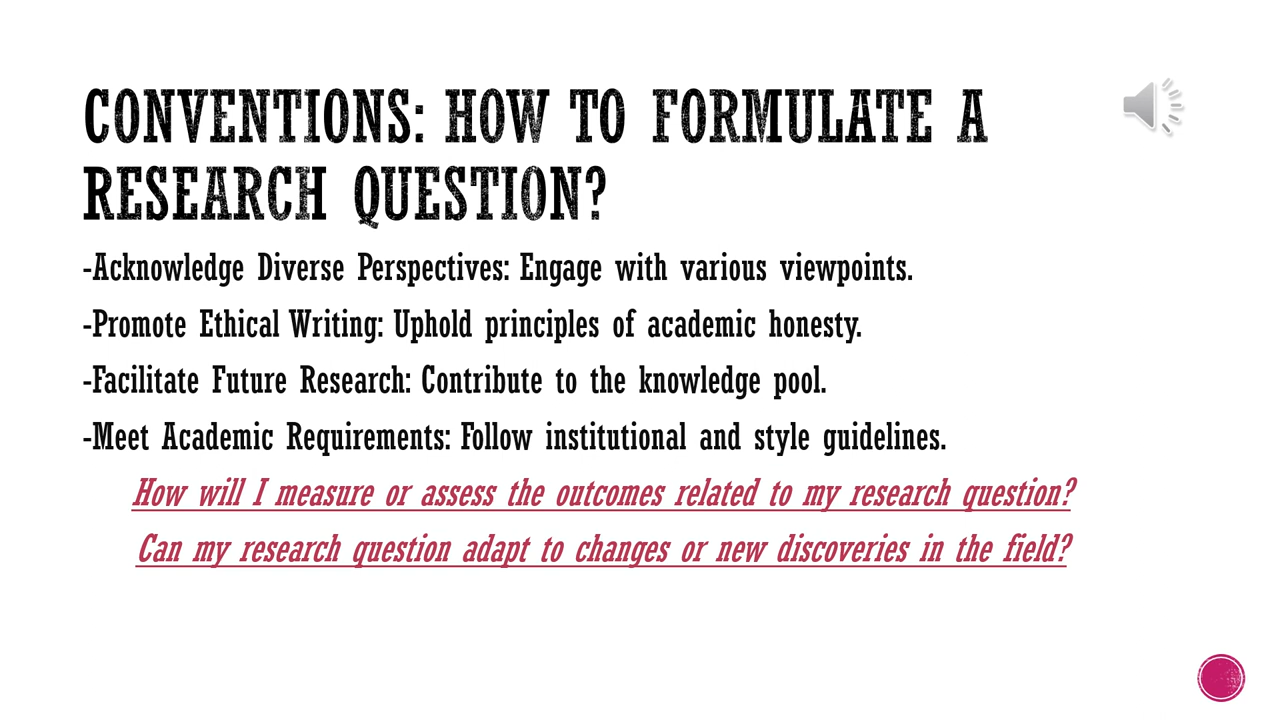 CONVENTIONS: HOW TO FORMULATE A
RESEARCH QUESTION?
-Acknowledge Diverse Perspectives: Engage with various viewpoints.
-Promote Ethical Writing: Uphold principles of academic honesty.
-Facilitate Future Research: Contribute to the knowledge pool.
-Meet Academic Requirements: Follow institutional and style guidelines.
How will I measure or assess the outcomes related to my research question?
Can my research question adapt to changes or new discoveries in the field?